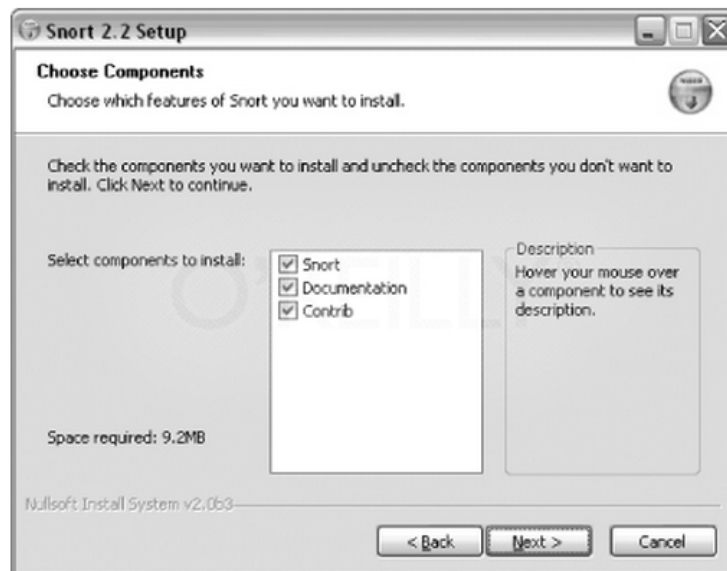 Snort 2.2 Setup
Choose Components
Choose which features of Snort you want to install.
Check the components you want to install and uncheck the components you don't want to
install. Click Next to continue.
Select components to install:
Snort
Documentation
Contrib
Description
Hover your mouse over
a component to see its
description.
O'REILLY
Space required: 9.2MB
Nullsoft Install System v2.0b3
< Back
Next >
Cancel